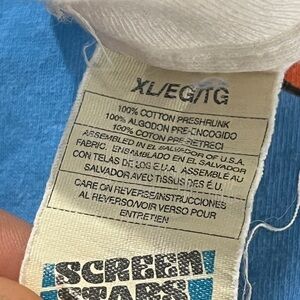 XL/EG/TG
100% COTTON PRESHRUNK
100% ALGODON PRE-ENCOGIDO
100% COTON PRE-RETRECI
ASSEMBLED IN EL SALVADOR OF U.S.A.
FABRIC. ENSAMBLADO EN EL SALVADOR
CON TELAS DE LOS E.U.A. ASSEMBLE AU
SALVADOR AVEC TISSUS DES É.U.
CARE ON REVERSE/INSTRUCCIONES
AL REVERSO/VOIR VERSO POUR
ENTRETIEN
SCREEN
STARS